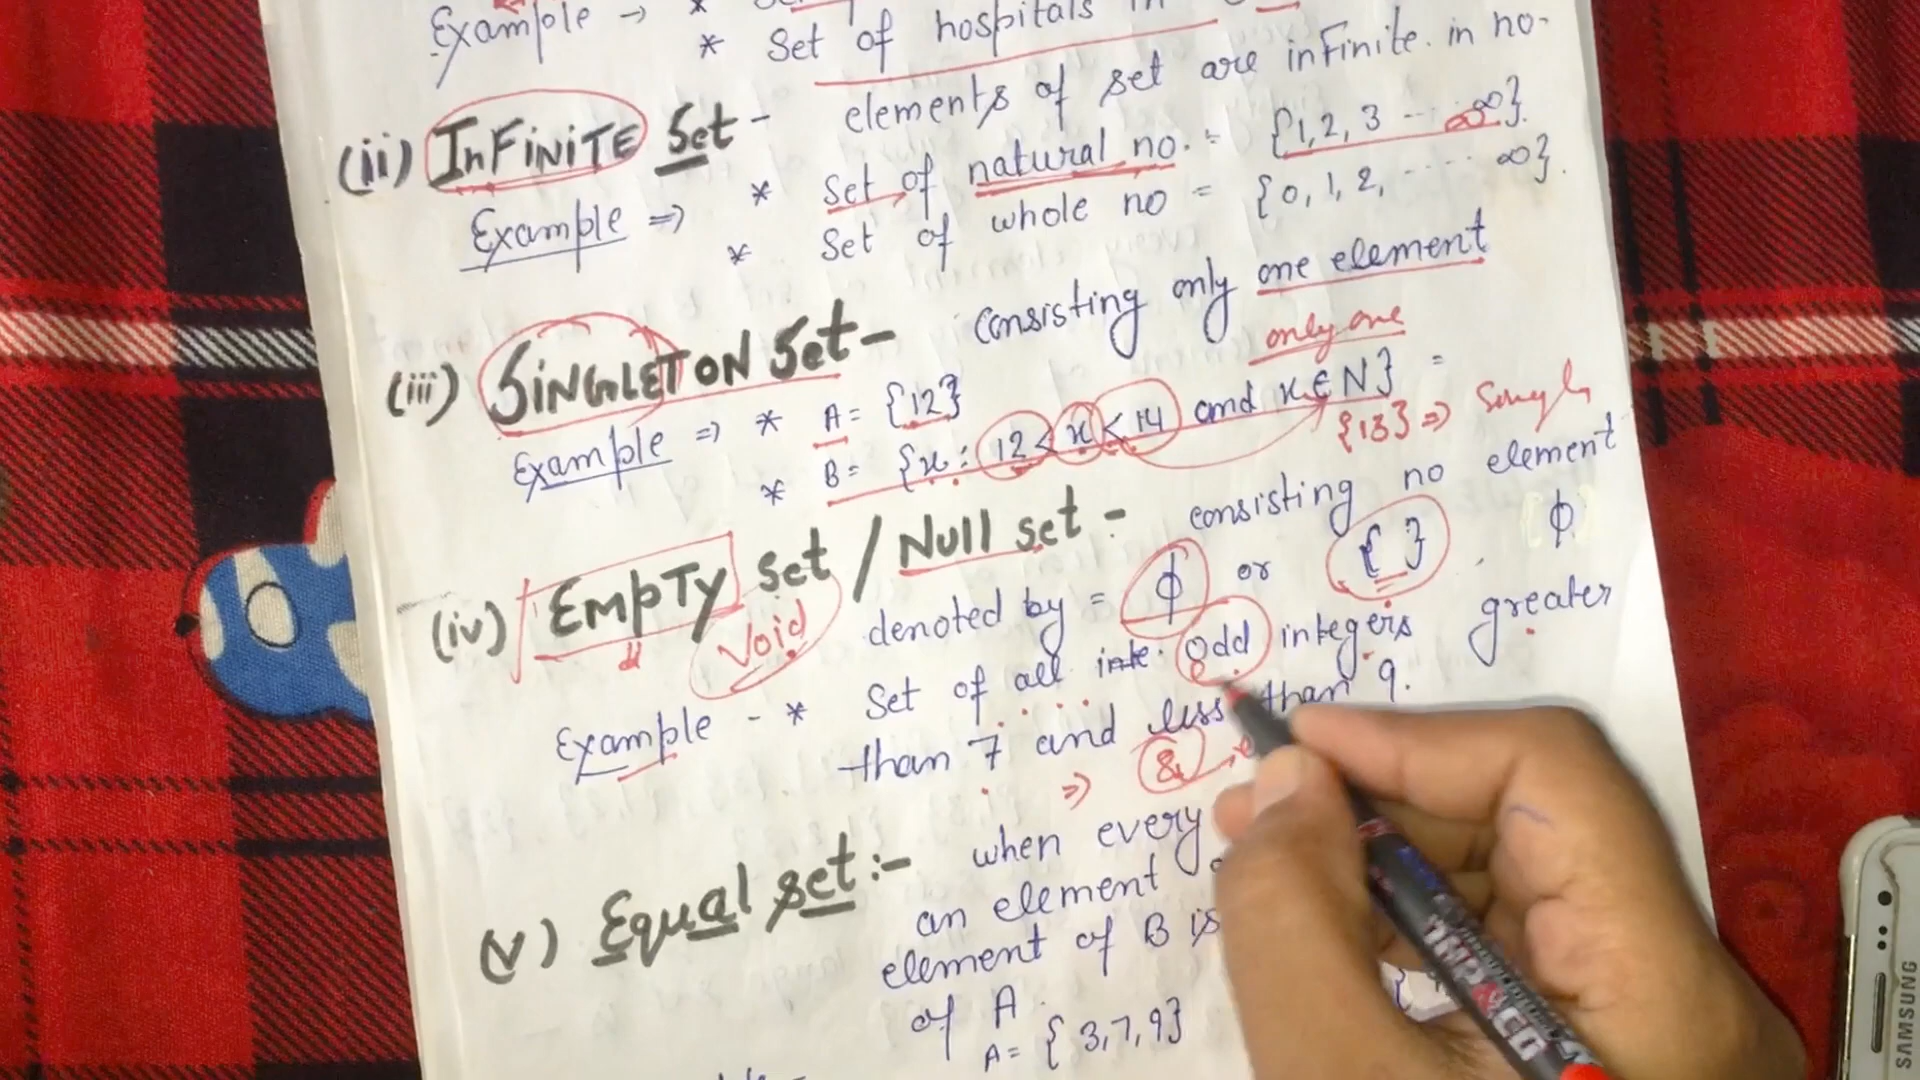 Example → *
* Set of hospitals in
(ii) InFiniTE Set - elements of set are infinite in no.
Example ⇒ * Set of natural no. = {1, 2, 3 ... ∞}.
* Set of whole no = {0, 1, 2, ..... ∞}.
(iii) SiNGLETON Set - Consisting only one element
only one
Example ⇒ * A = {12}
* B = {x : 12 < x < 14 and x ∈ N} =
{13} ⇒
(iv) EmpTy set / Null set - consisting no element
Void
denoted by = ϕ or { } . ϕ
Example - * Set of all odd integers greater
than 7 and less than 9.
⇒ 8
(v) Equal set :- when every
an element
element of B is
of A.
A = {3, 7, 9}
SAMSUNG